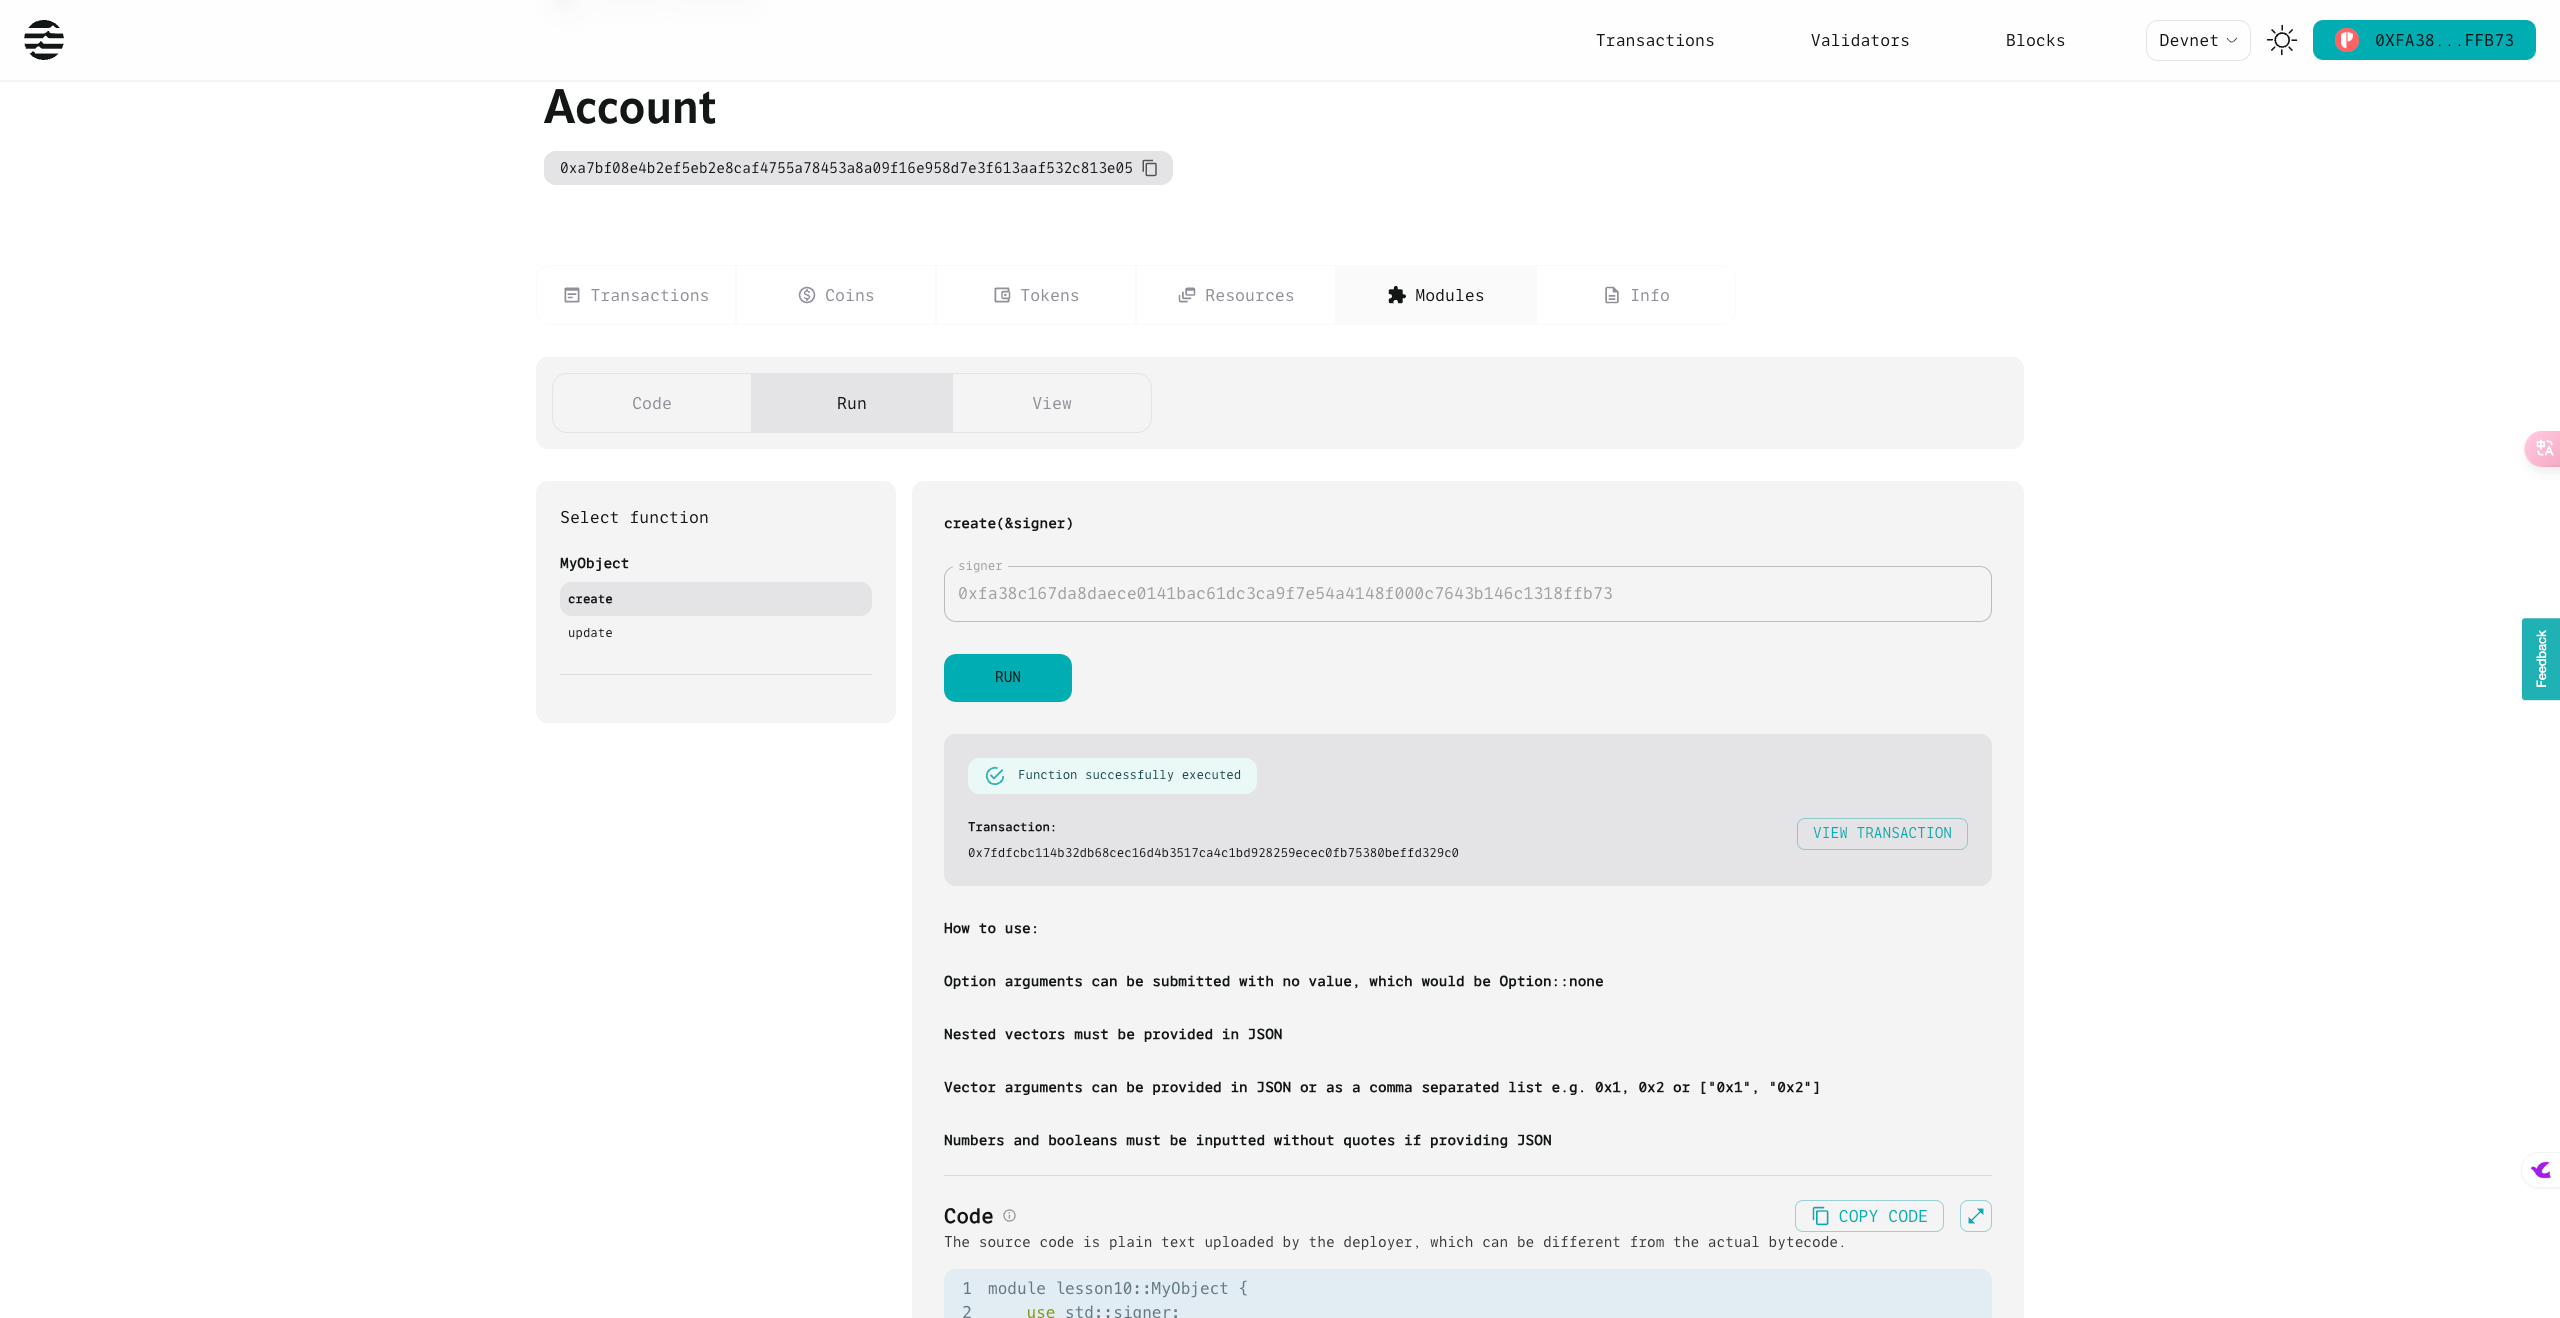 Transactions
Validators
Blocks
Devnet
0XFA38...FFB73
Account
0xa7bf08e4b2ef5eb2e8caf4755a78453a8a09f16e958d7e3f613aaf532c813e05
Transactions
Coins
Tokens
Resources
Modules
Info
Code
Run
View
Select function
MyObject
create
update
create(&signer)
signer
0xfa38c167da8daece0141bac61dc3ca9f7e54a4148f000c7643b146c1318ffb73
RUN
Function successfully executed
Transaction:
0x7fdfcbc114b32db68cec16d4b3517ca4c1bd928259ecec0fb75380beffd329c0
VIEW TRANSACTION
How to use:
Option arguments can be submitted with no value, which would be Option::none
Nested vectors must be provided in JSON
Vector arguments can be provided in JSON or as a comma separated list e.g. 0x1, 0x2 or ["0x1", "0x2"]
Numbers and booleans must be inputted without quotes if providing JSON
Code
COPY CODE
The source code is plain text uploaded by the deployer, which can be different from the actual bytecode.
1 module lesson10::MyObject {
2 use std::signer;
Feedback